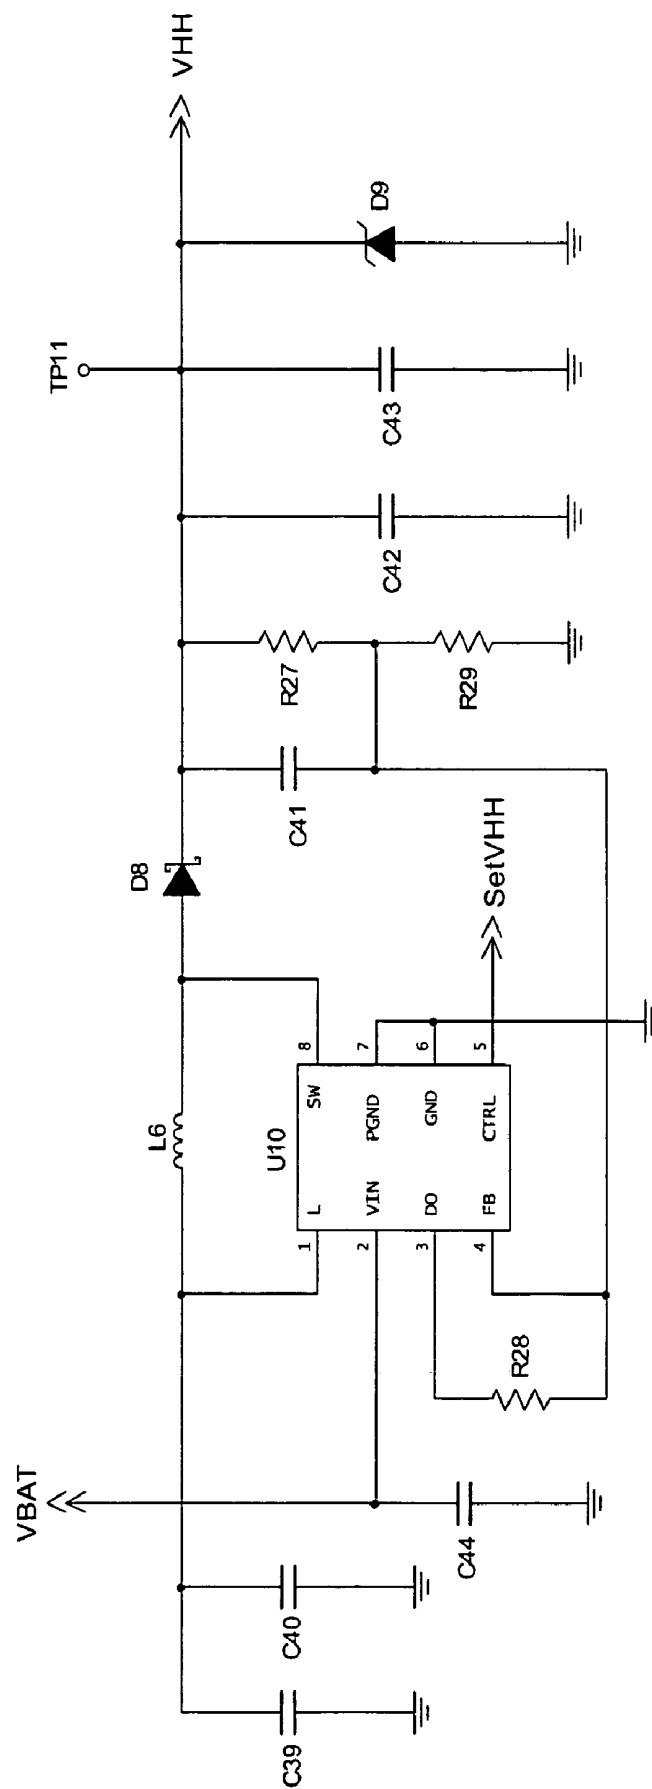 VHH
TP11
D9
C43
C42
R27
R29
C41
D8
SetVHH
L6
U10
8
7
6
5
SW
PGND
GND
CTRL
L
VIN
DO
FB
1
2
3
4
R28
VBAT
C44
C40
C39